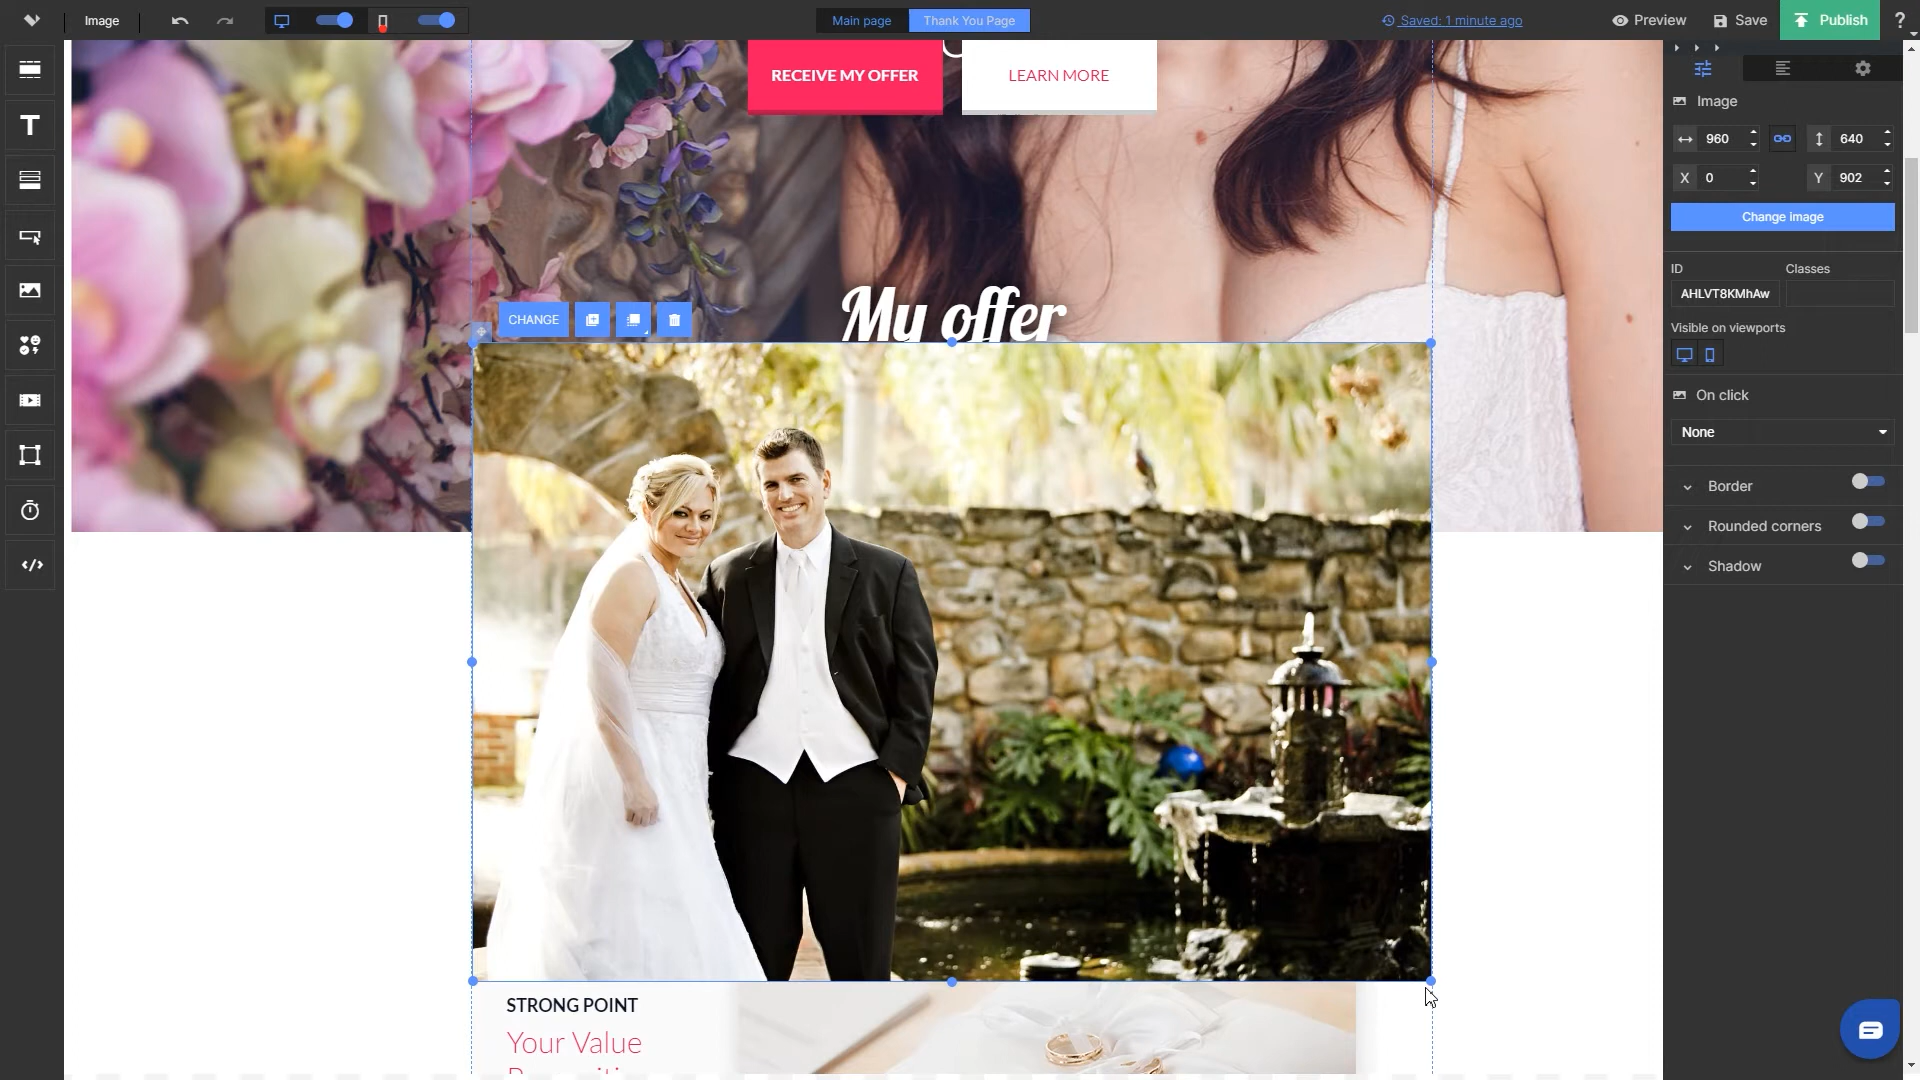 Image
Main page
Thank You Page
Saved: 1 minute ago
Preview
Save
Publish
?
RECEIVE MY OFFER
LEARN MORE
My offer
CHANGE
STRONG POINT
Your Value
Image
960
640
X 0
Y 902
Change image
ID
Classes
AHLVT8KMhAw
Visible on viewports
On click
None
Border
Rounded corners
Shadow